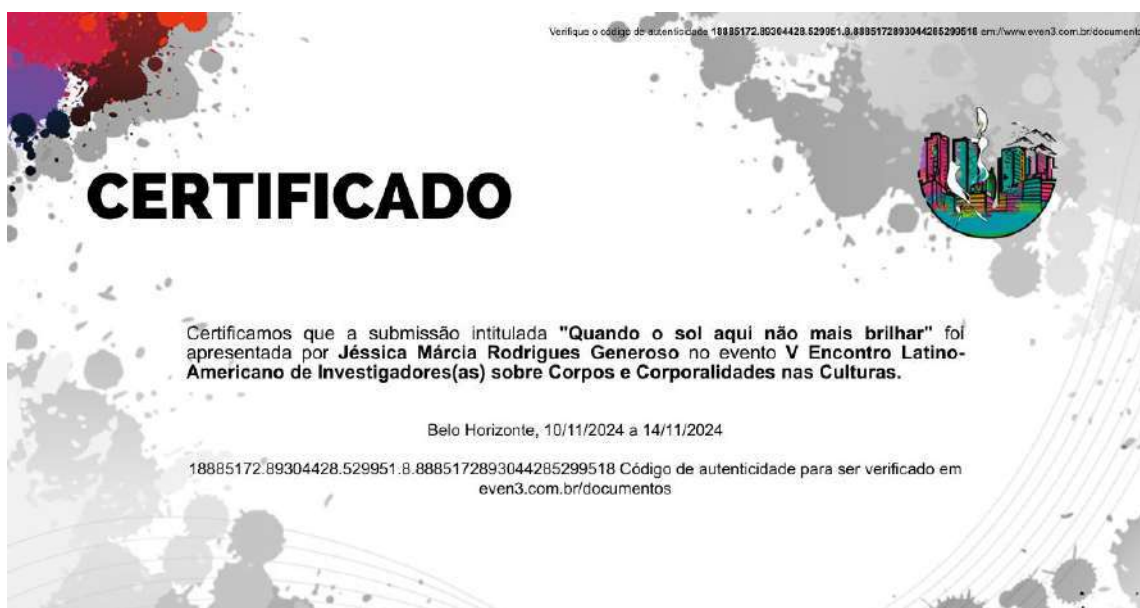 Verifique o código de autenticidade 18885172.89304428.529951.8.8885172893044285299518 em://www.even3.com.br/documento
CERTIFICADO
Certificamos que a submissão intitulada "Quando o sol aqui não mais brilhar" foi
apresentada por Jéssica Márcia Rodrigues Generoso no evento V Encontro Latino-
Americano de Investigadores(as) sobre Corpos e Corporalidades nas Culturas.
Belo Horizonte, 10/11/2024 a 14/11/2024
18885172.89304428.529951.8.8885172893044285299518 Código de autenticidade para ser verificado em
even3.com.br/documentos